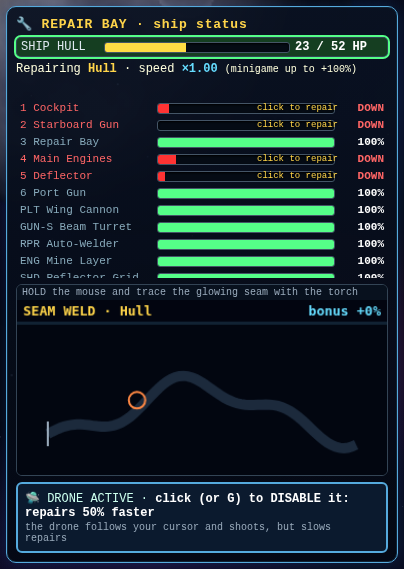 🔧 REPAIR BAY · ship status
SHIP HULL 23 / 52 HP
Repairing Hull · speed ×1.00 (minigame up to +100%)
1 Cockpit click to repair DOWN
2 Starboard Gun click to repair DOWN
3 Repair Bay 100%
4 Main Engines click to repair DOWN
5 Deflector click to repair DOWN
6 Port Gun 100%
PLT Wing Cannon 100%
GUN-S Beam Turret 100%
RPR Auto-Welder 100%
ENG Mine Layer 100%
SHD Reflector Grid 100%
HOLD the mouse and trace the glowing seam with the torch
SEAM WELD · Hull bonus +0%
🛸 DRONE ACTIVE · click (or G) to DISABLE it:
repairs 50% faster
the drone follows your cursor and shoots, but slows
repairs